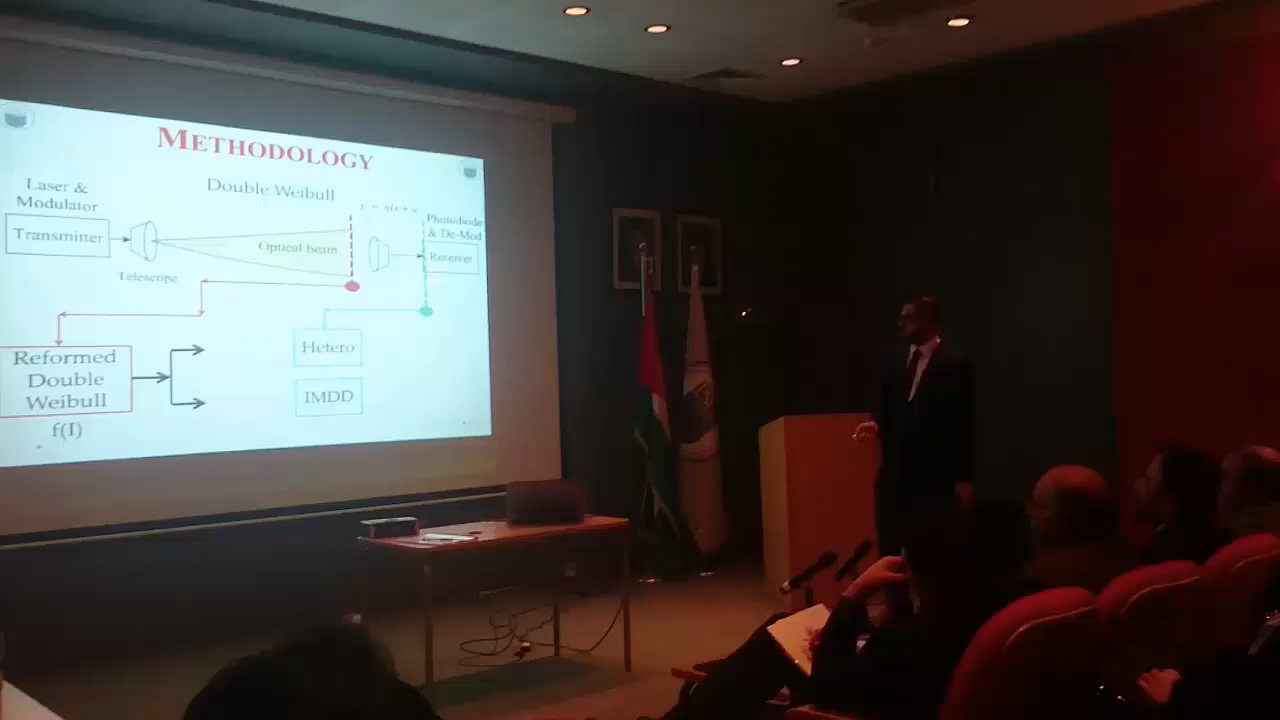 METHODOLOGY
Laser &
Modulator
Double Weibull
Photodiode
& De-Mod
Transmitter
Optical beam
Receiver
Telescope
Reformed
Double
Weibull
f(I)
Hetero
IMDD